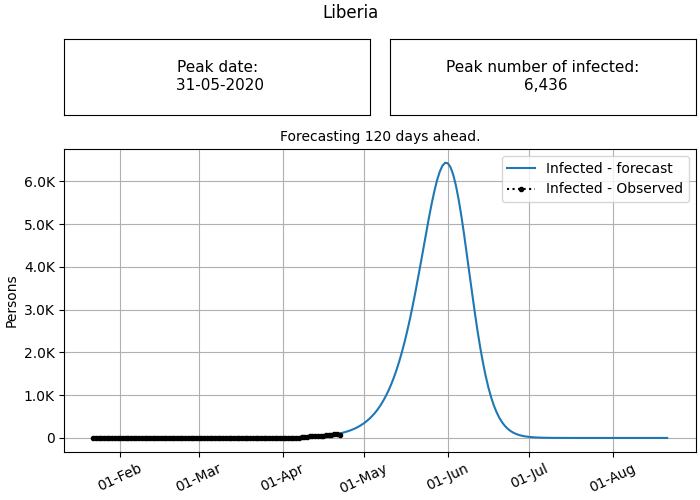 Liberia
Peak date:
31-05-2020
Peak number of infected:
6,436
Forecasting 120 days ahead.
Infected - forecast
Infected - Observed
Persons
6.0K
5.0K
4.0K
3.0K
2.0K
1.0K
0
01-Feb
01-Mar
01-Apr
01-May
01-Jun
01-Jul
01-Aug